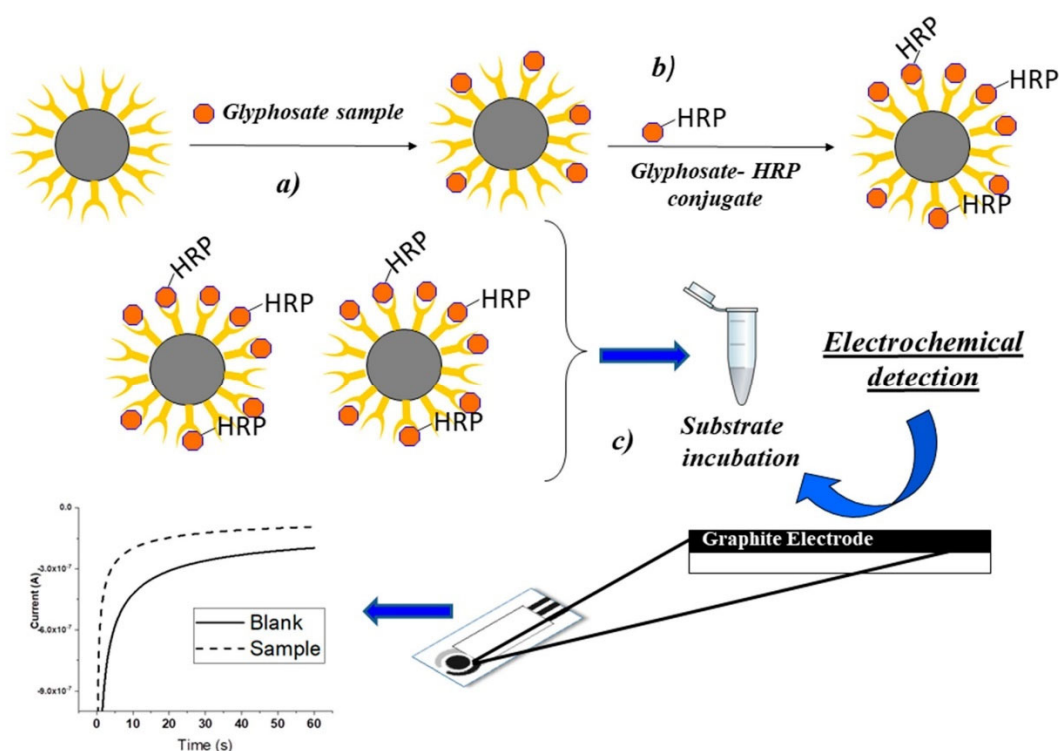 Glyphosate sample
a)
b)
HRP
Glyphosate- HRP
conjugate
HRP
HRP
HRP
HRP
HRP
HRP
HRP
HRP
HRP
c)
Substrate
incubation
Electrochemical
detection
Graphite Electrode
0.0
-3.0x10-7
-6.0x10-7
-9.0x10-7
Current (A)
Blank
Sample
0 10 20 30 40 50 60
Time (s)